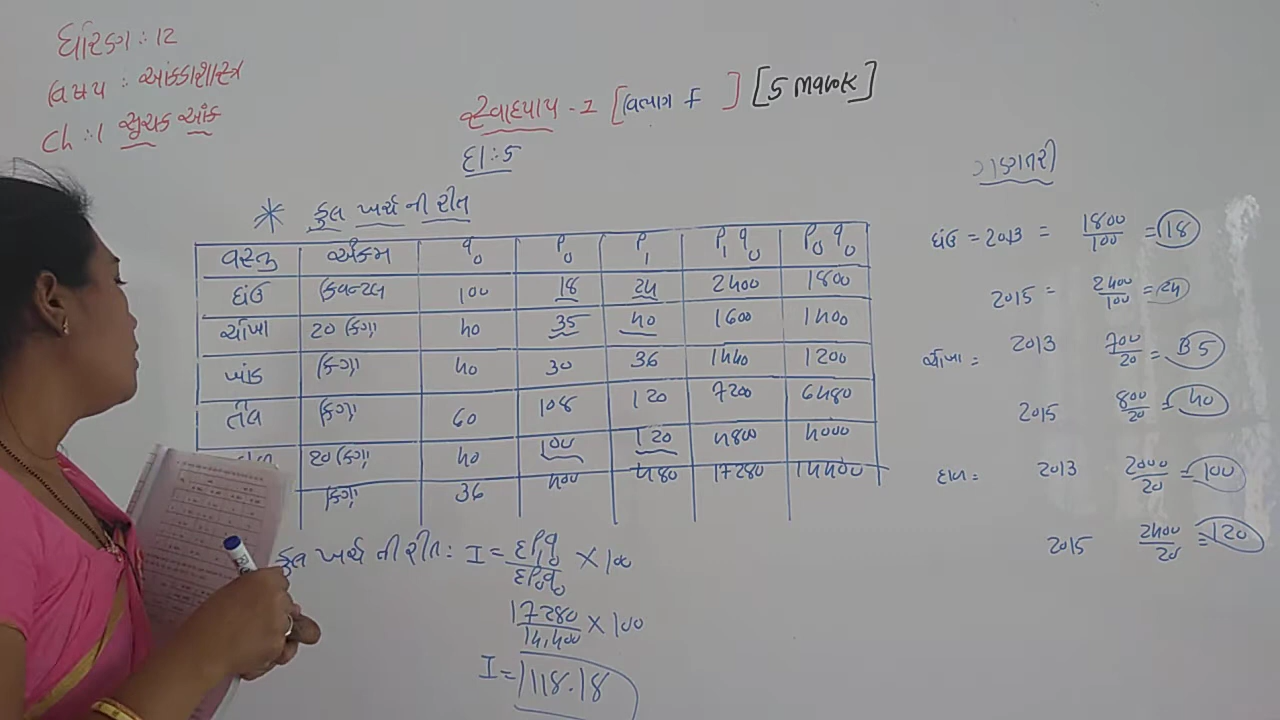 ધોરણ : 12
વિષય : આંકડાશાસ્ત્ર
Ch : 1 સૂચક આંક
સ્વાધ્યાય - 1 [વિભાગ F ] [5 માર્ક]
દા : 5
* કુલ ખર્ચ ની રીત
વસ્તુ એકમ q₀ P₀ P₁ P₁q₀ P₀q₀
ઘઉં ક્વિન્ટલ 100 18 24 2400 1800
ચોખા 20 કિગ્રા 40 35 40 1600 1400
ખાંડ કિગ્રા 40 30 36 1440 1200
તેલ કિગ્રા 60 108 120 7200 6480
20 કિગ્રા 40 100 120 4800 4000
કિગ્રા 36 400 480 17280 14400
કુલ ખર્ચ ની રીત : I = ΣP₁q₀ / ΣP₀q₀ × 100
17280 / 14,400 × 100
I = 118.18
ગણતરી
ઘઉં = 2013 = 1800/100 = 18
2015 = 2400/100 = 24
ચોખા = 2013 700/20 = 35
2015 800/20 = 40
દાળ = 2013 2000/20 = 100
2015 2400/20 = 120